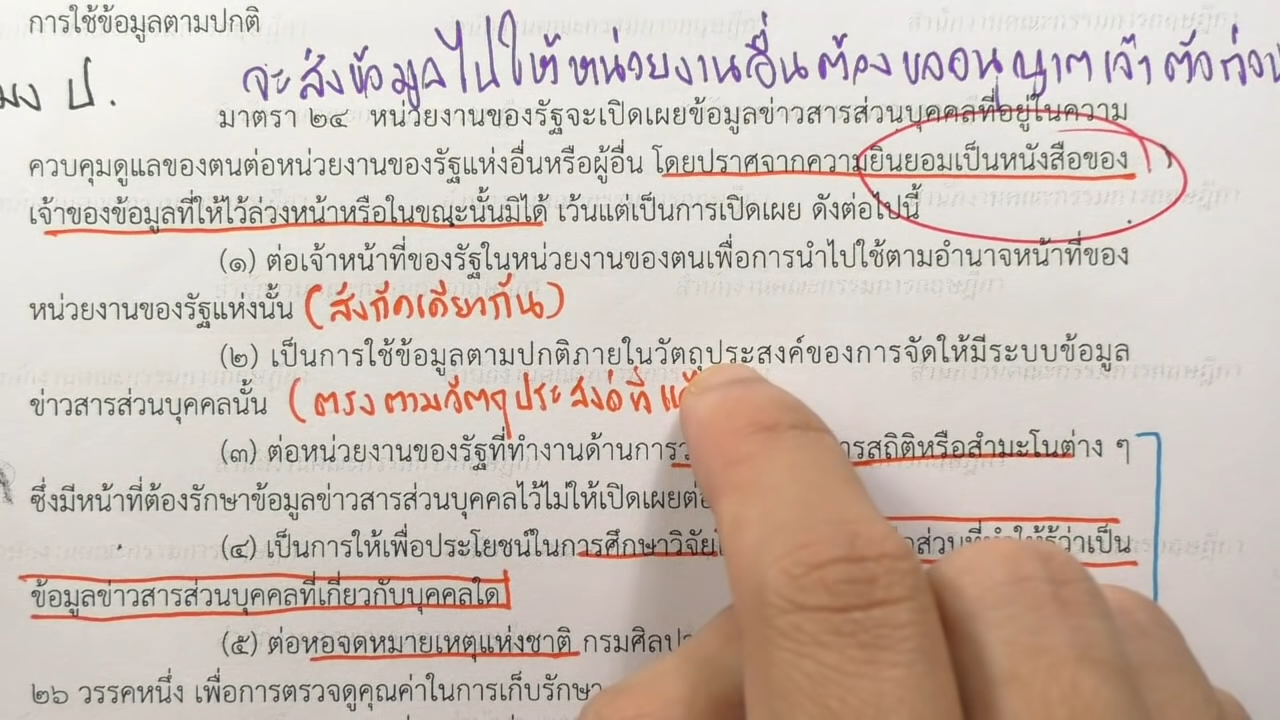 การใช้ข้อมูลตามปกติ
จะส่งข้อมูลไปให้หน่วยงานอื่นต้องขออนุญาตเจ้าตัวก่อน
ป.
มาตรา ๒๔ หน่วยงานของรัฐจะเปิดเผยข้อมูลข่าวสารส่วนบุคคลที่อยู่ในความ
ควบคุมดูแลของตนต่อหน่วยงานของรัฐแห่งอื่นหรือผู้อื่น โดยปราศจากความยินยอมเป็นหนังสือของ
เจ้าของข้อมูลที่ให้ไว้ล่วงหน้าหรือในขณะนั้นมิได้ เว้นแต่เป็นการเปิดเผย ดังต่อไปนี้
(๑) ต่อเจ้าหน้าที่ของรัฐในหน่วยงานของตนเพื่อการนำไปใช้ตามอำนาจหน้าที่ของ
หน่วยงานของรัฐแห่งนั้น (สังกัดเดียวกัน)
(๒) เป็นการใช้ข้อมูลตามปกติภายในวัตถุประสงค์ของการจัดให้มีระบบข้อมูล
ข่าวสารส่วนบุคคลนั้น (ตรงตามวัตถุประสงค์ที่
(๓) ต่อหน่วยงานของรัฐที่ทำงานด้านการ การสถิติหรือสำมะโนต่าง ๆ
ซึ่งมีหน้าที่ต้องรักษาข้อมูลข่าวสารส่วนบุคคลไว้ไม่ให้เปิดเผยต่อ
(๔) เป็นการให้เพื่อประโยชน์ในการศึกษาวิจัย ส่วนที่ทำให้รู้ว่าเป็น
ข้อมูลข่าวสารส่วนบุคคลที่เกี่ยวกับบุคคลใด
(๕) ต่อหอจดหมายเหตุแห่งชาติ
๒๖ วรรคหนึ่ง เพื่อการตรวจดูคุณค่าในการเก็บรักษา